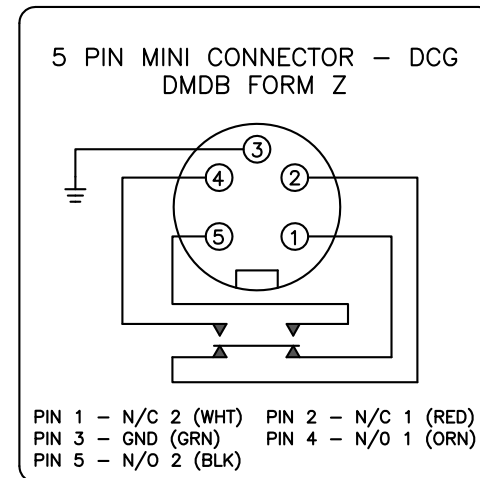 5 PIN MINI CONNECTOR – DCG
DMDB FORM Z
3
4 2
5 1
PIN 1 – N/C 2 (WHT) PIN 2 – N/C 1 (RED)
PIN 3 – GND (GRN) PIN 4 – N/0 1 (ORN)
PIN 5 – N/O 2 (BLK)